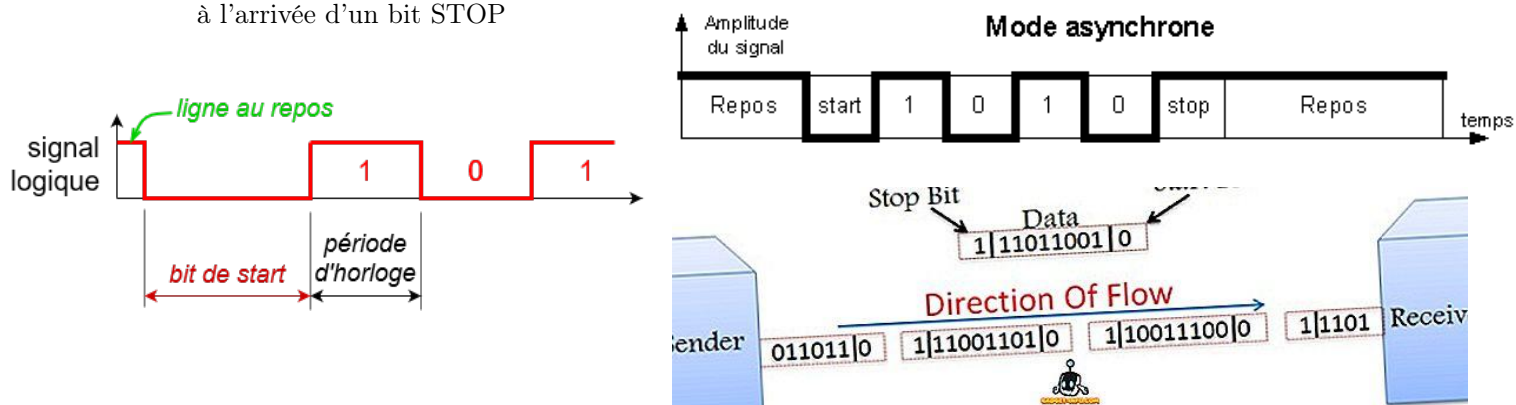 à l'arrivée d'un bit STOP
ligne au repos
signal
logique
1
0
1
bit de start
période
d'horloge
Amplitude
du signal
Mode asynchrone
Repos
start
1
0
1
0
stop
Repos
temps
Stop Bit
Data
1|11011001|0
Direction Of Flow
Sender
011011|0
1|11001101|0
1|10011100|0
1|1101
Receiv